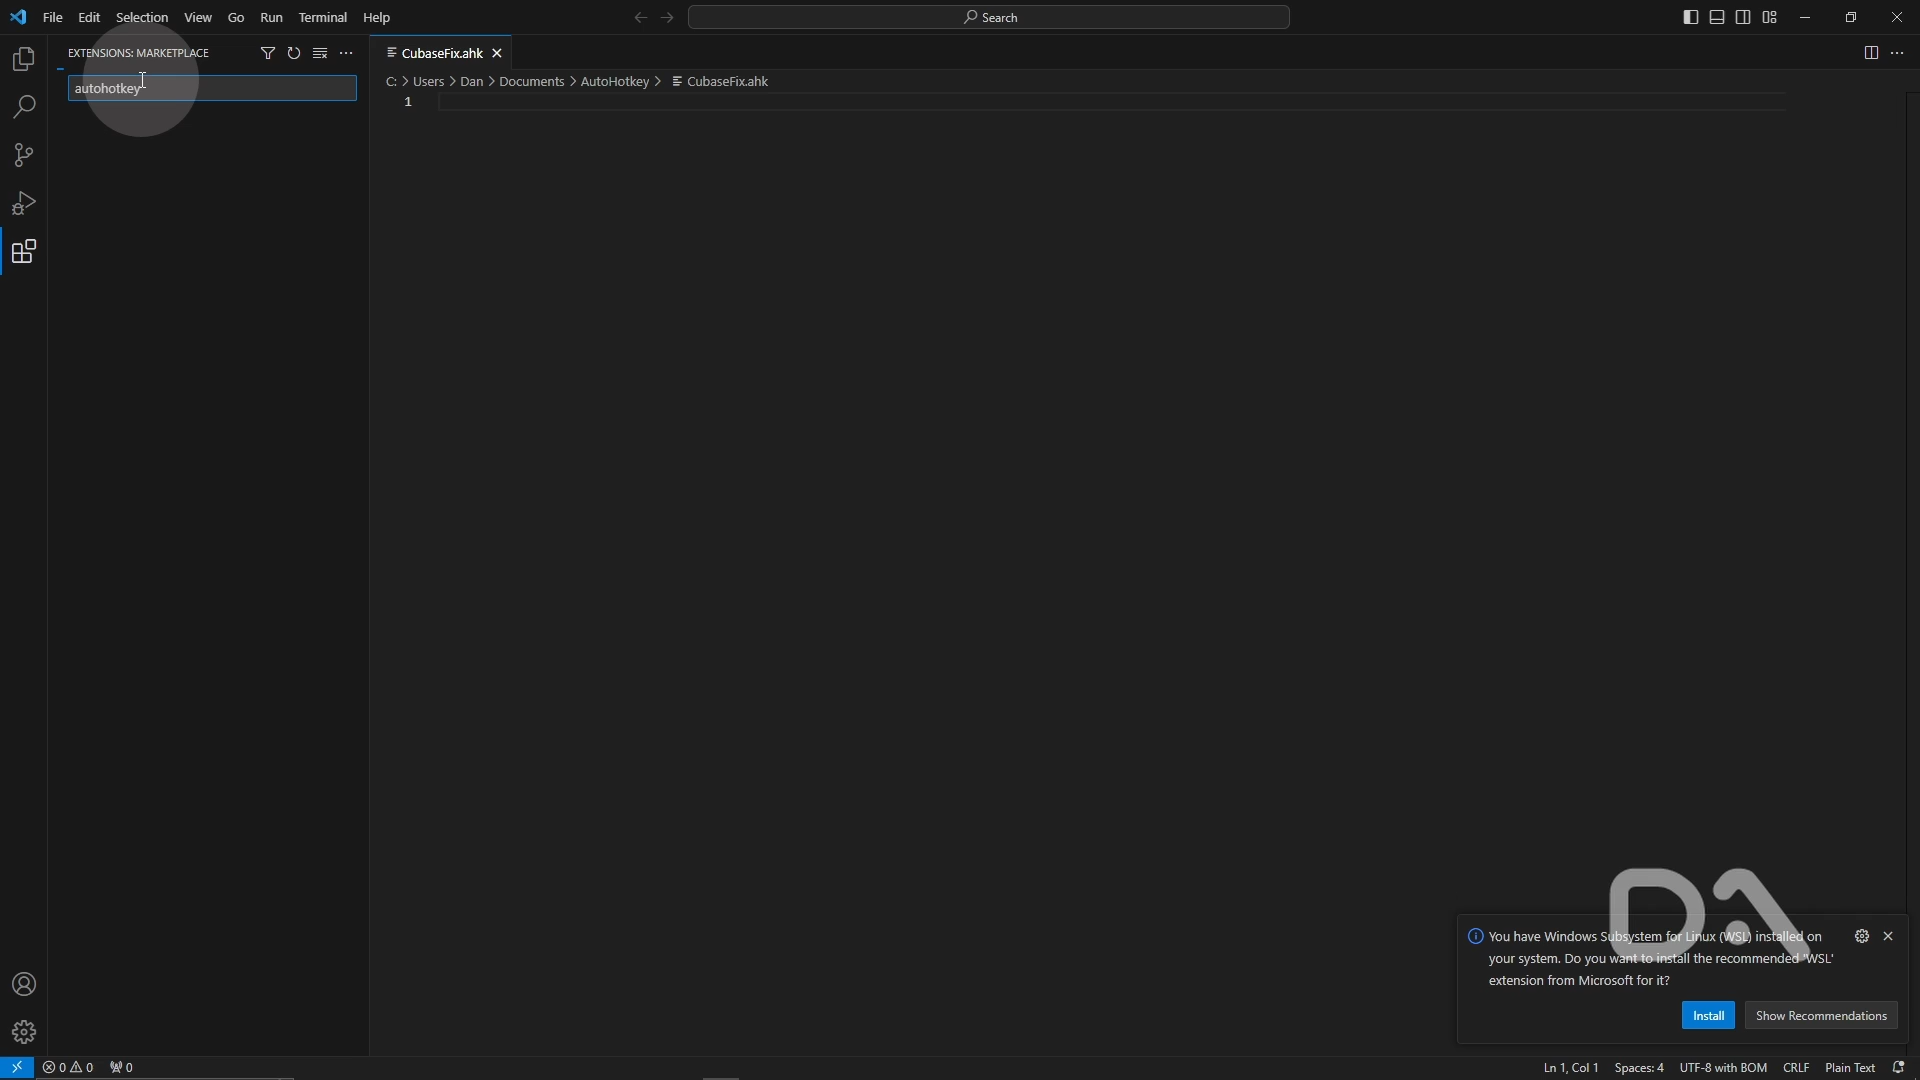 File Edit Selection View Go Run Terminal Help
Search
EXTENSIONS: MARKETPLACE
autohotkey
CubaseFix.ahk
C: > Users > Dan > Documents > AutoHotkey > CubaseFix.ahk
1
DA
You have Windows Subsystem for Linux (WSL) installed on
your system. Do you want to install the recommended 'WSL'
extension from Microsoft for it?
Install Show Recommendations
0 0 0 Ln 1, Col 1 Spaces: 4 UTF-8 with BOM CRLF Plain Text